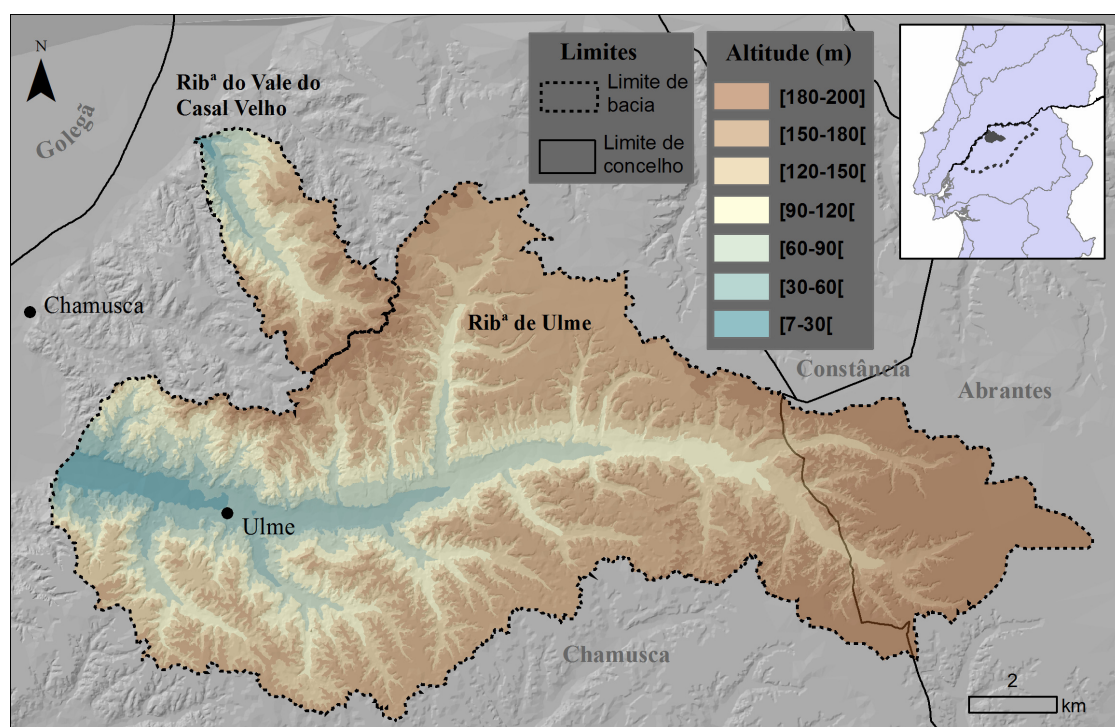 N
Golegã
Ribª do Vale do
Casal Velho
Chamusca
Limites
Limite de
bacia
Limite de
concelho
Altitude (m)
[180-200]
[150-180[
[120-150[
[90-120[
[60-90[
[30-60[
[7-30[
Ribª de Ulme
Constância
Abrantes
Ulme
Chamusca
2
km